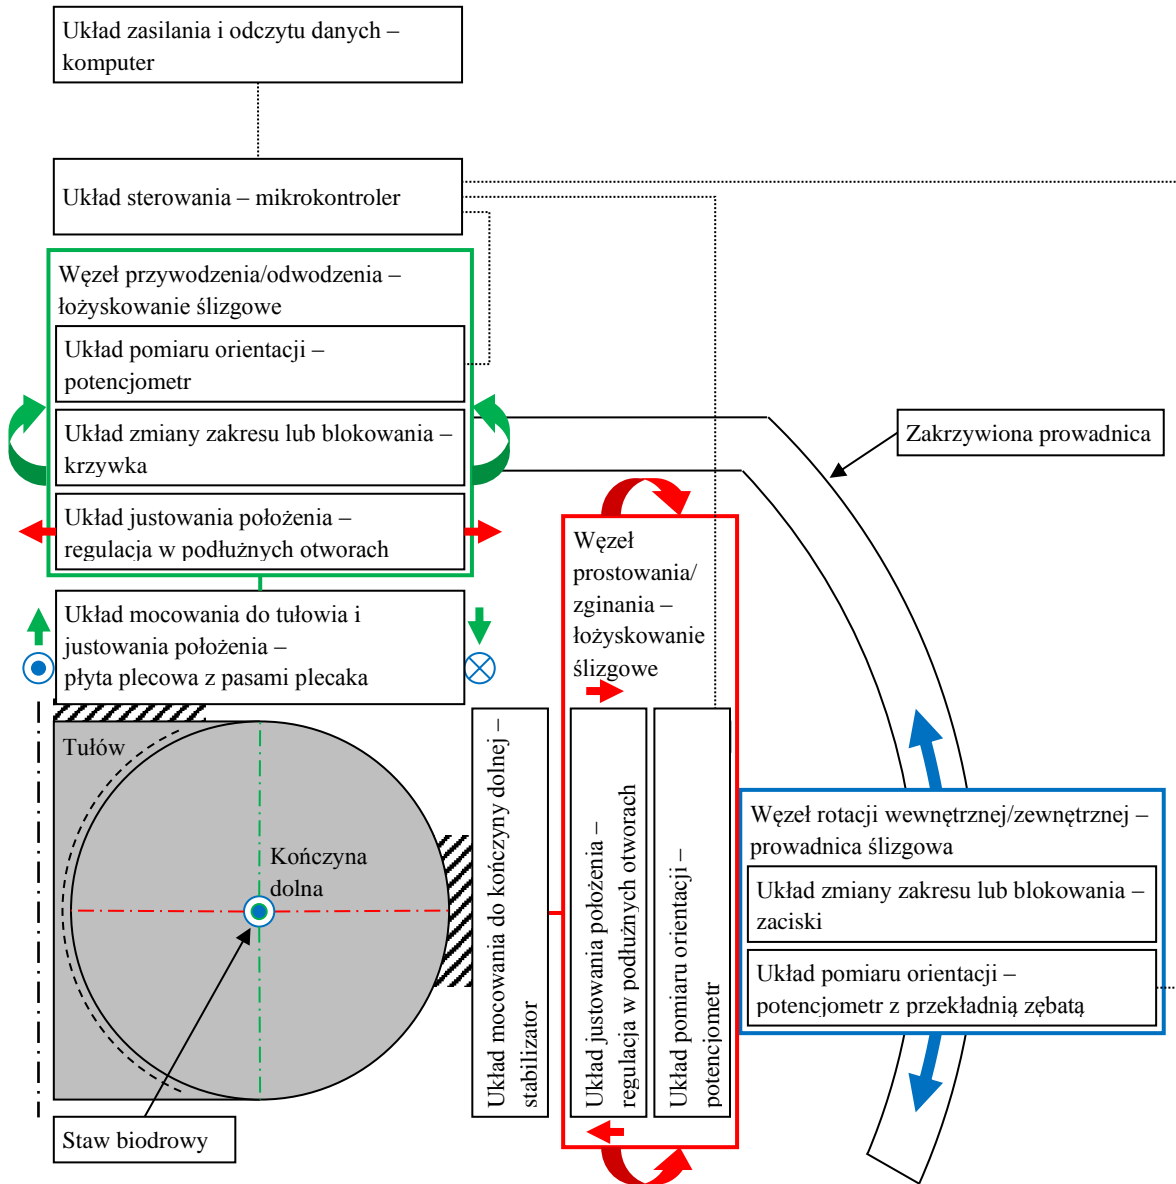 Układ zasilania i odczytu danych –
komputer
Układ sterowania – mikrokontroler
Węzeł przywodzenia/odwodzenia –
łożyskowanie ślizgowe
Układ pomiaru orientacji –
potencjometr
Układ zmiany zakresu lub blokowania –
krzywka
Układ justowania położenia –
regulacja w podłużnych otworach
Układ mocowania do tułowia i
justowania położenia –
płyta plecowa z pasami plecaka
Zakrzywiona prowadnica
Węzeł
prostowania/
zginania –
łożyskowanie
ślizgowe
Tułów
Kończyna
dolna
Staw biodrowy
Układ mocowania do kończyny dolnej –
stabilizator
Układ justowania położenia –
regulacja w podłużnych otworach
Układ pomiaru orientacji –
potencjometr
Węzeł rotacji wewnętrznej/zewnętrznej –
prowadnica ślizgowa
Układ zmiany zakresu lub blokowania –
zaciski
Układ pomiaru orientacji –
potencjometr z przekładnią zębatą